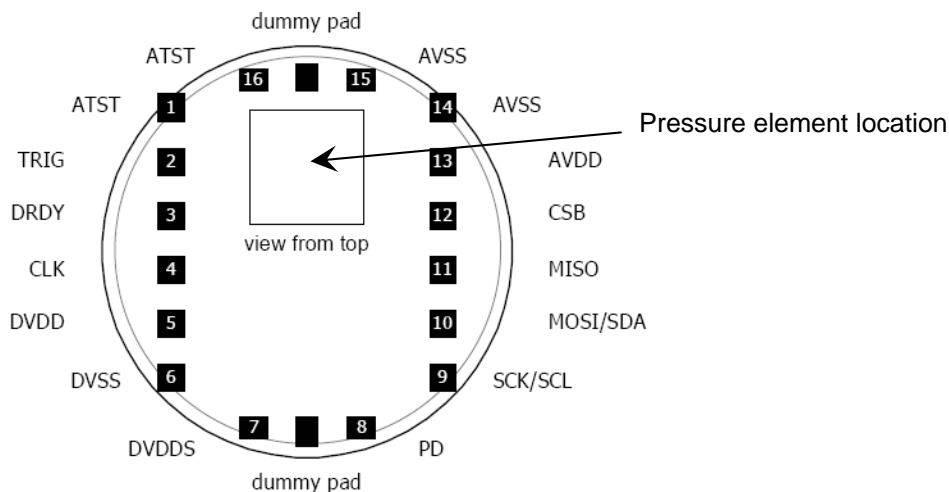 dummy pad
ATST AVSS
16 15
ATST 1 14 AVSS
Pressure element location
TRIG 2 13 AVDD
DRDY 3 12 CSB
view from top
CLK 4 11 MISO
DVDD 5 10 MOSI/SDA
DVSS 6 9 SCK/SCL
7 8
DVDDS PD
dummy pad